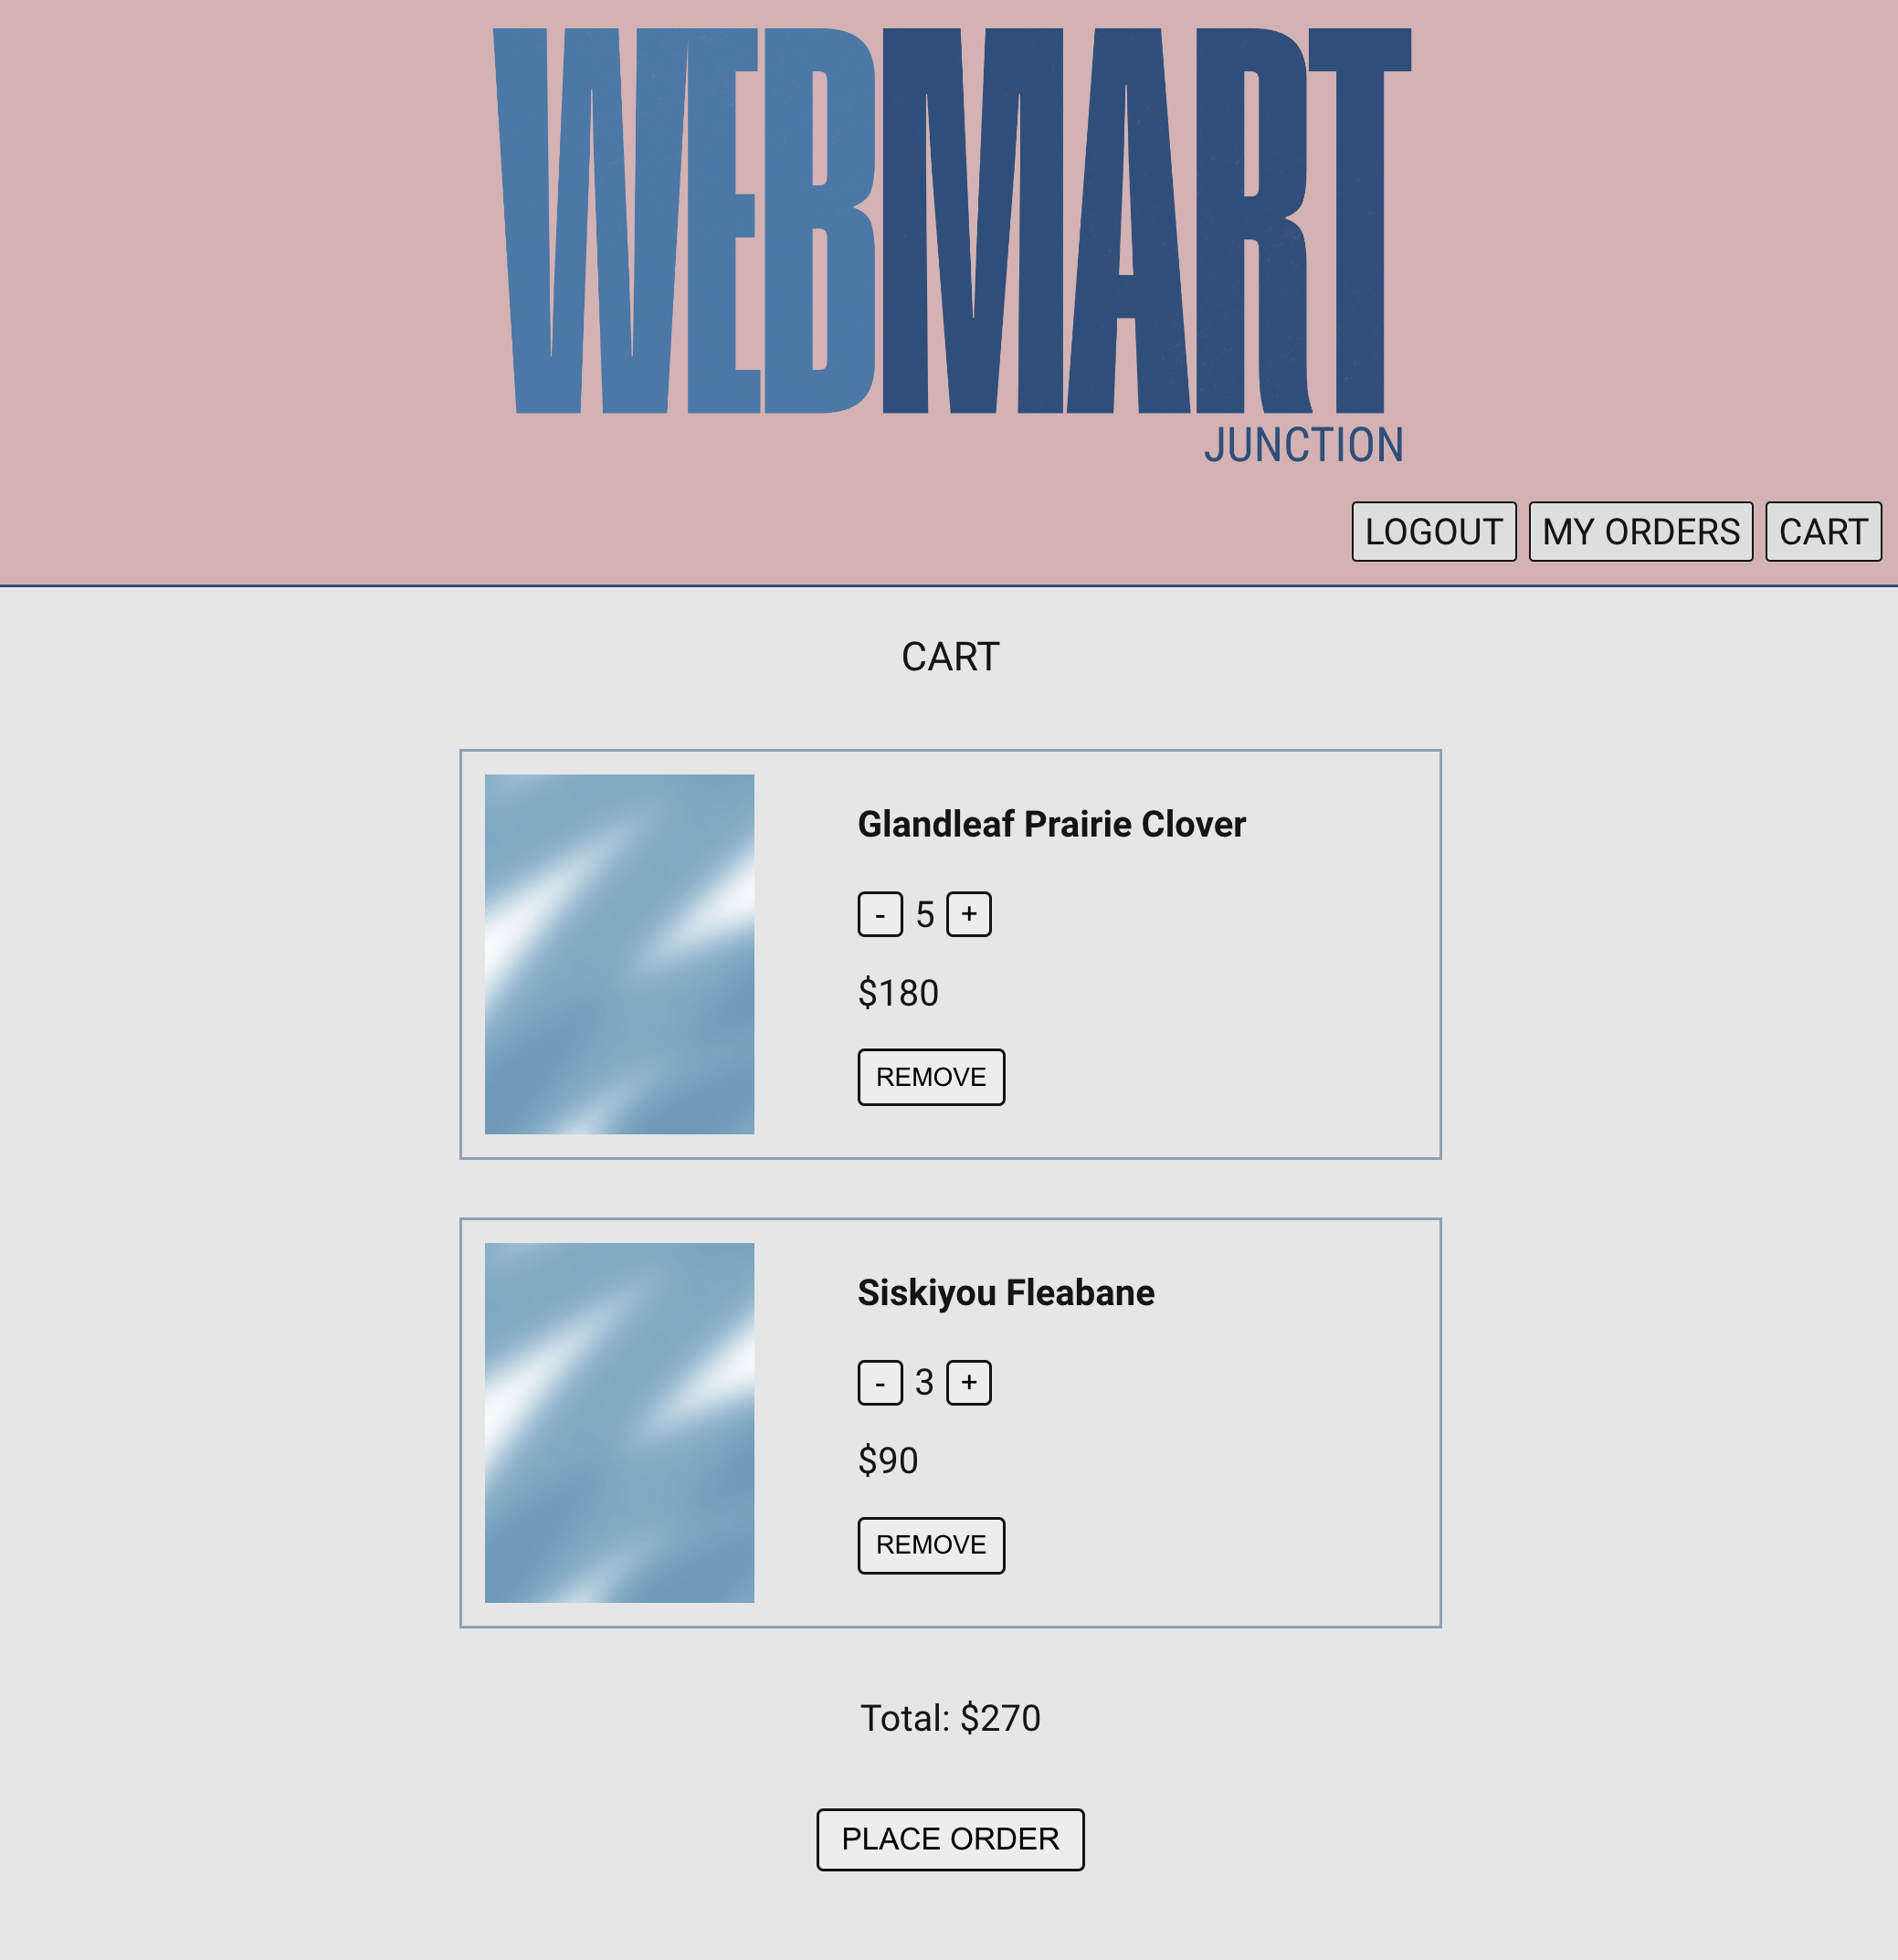 WEBMART
JUNCTION
LOGOUT MY ORDERS CART
CART
Glandleaf Prairie Clover
- 5 +
$180
REMOVE
Siskiyou Fleabane
- 3 +
$90
REMOVE
Total: $270
PLACE ORDER